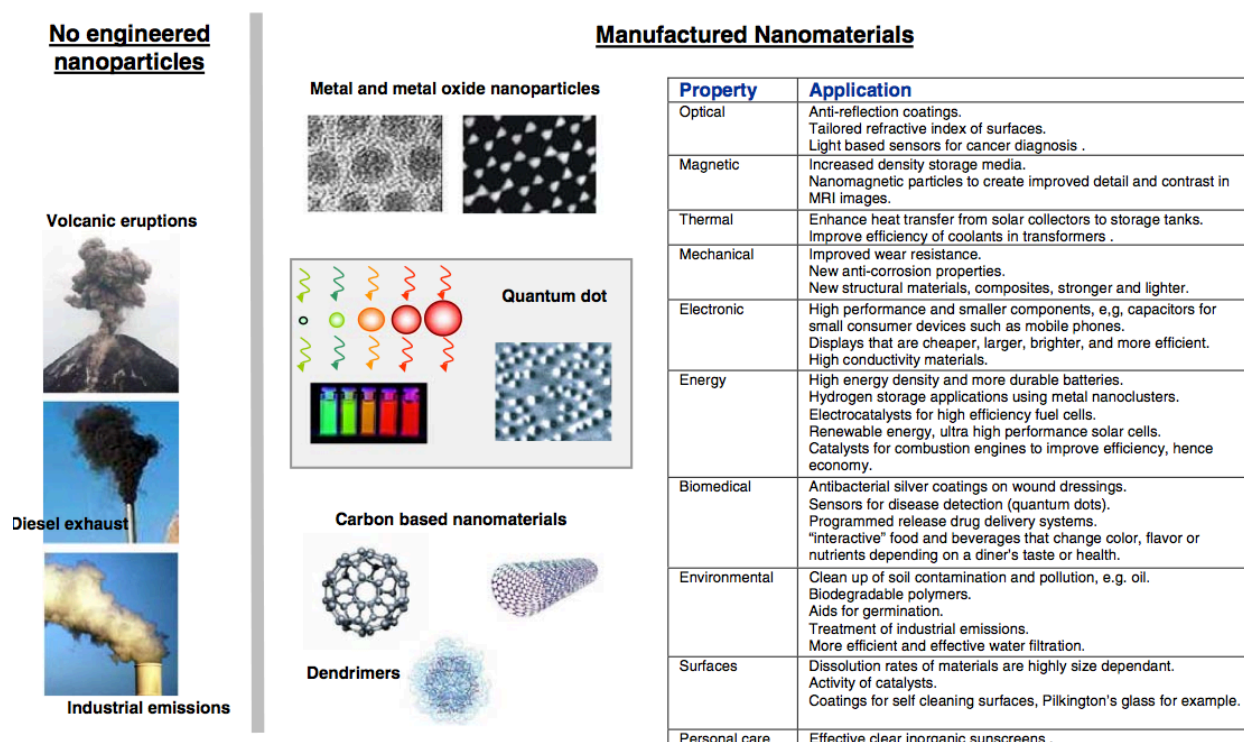 No engineered
nanoparticles
Volcanic eruptions
Diesel exhaust
Industrial emissions
Manufactured Nanomaterials
Metal and metal oxide nanoparticles
Quantum dot
Carbon based nanomaterials
Dendrimers
Property Application
Optical Anti-reflection coatings.
Tailored refractive index of surfaces.
Light based sensors for cancer diagnosis .
Magnetic Increased density storage media.
Nanomagnetic particles to create improved detail and contrast in
MRI images.
Thermal Enhance heat transfer from solar collectors to storage tanks.
Improve efficiency of coolants in transformers .
Mechanical Improved wear resistance.
New anti-corrosion properties.
New structural materials, composites, stronger and lighter.
Electronic High performance and smaller components, e,g, capacitors for
small consumer devices such as mobile phones.
Displays that are cheaper, larger, brighter, and more efficient.
High conductivity materials.
Energy High energy density and more durable batteries.
Hydrogen storage applications using metal nanoclusters.
Electrocatalysts for high efficiency fuel cells.
Renewable energy, ultra high performance solar cells.
Catalysts for combustion engines to improve efficiency, hence
economy.
Biomedical Antibacterial silver coatings on wound dressings.
Sensors for disease detection (quantum dots).
Programmed release drug delivery systems.
“interactive” food and beverages that change color, flavor or
nutrients depending on a diner's taste or health.
Environmental Clean up of soil contamination and pollution, e.g. oil.
Biodegradable polymers.
Aids for germination.
Treatment of industrial emissions.
More efficient and effective water filtration.
Surfaces Dissolution rates of materials are highly size dependant.
Activity of catalysts.
Coatings for self cleaning surfaces, Pilkington's glass for example.
Personal care Effective clear inorganic sunscreens .